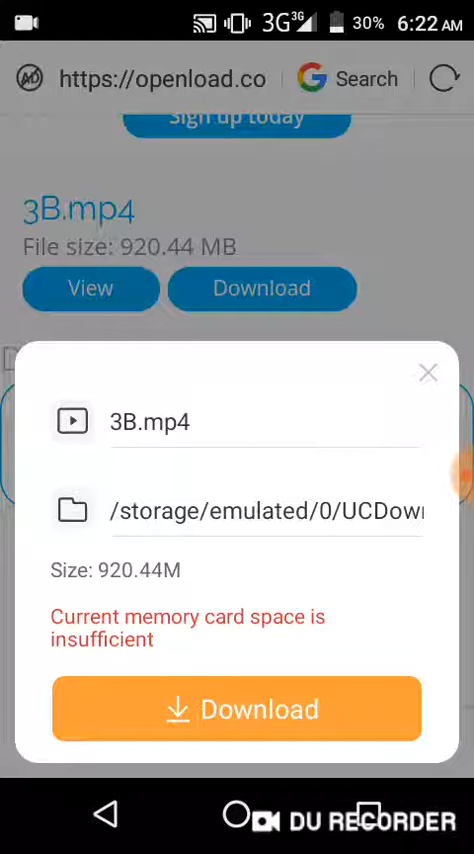 3G 3G 30% 6:22 AM
https://openload.co Search
Sign up today
3B.mp4
File size: 920.44 MB
View Download
3B.mp4
/storage/emulated/0/UCDow
Size: 920.44M
Current memory card space is
insufficient
Download
DU RECORDER